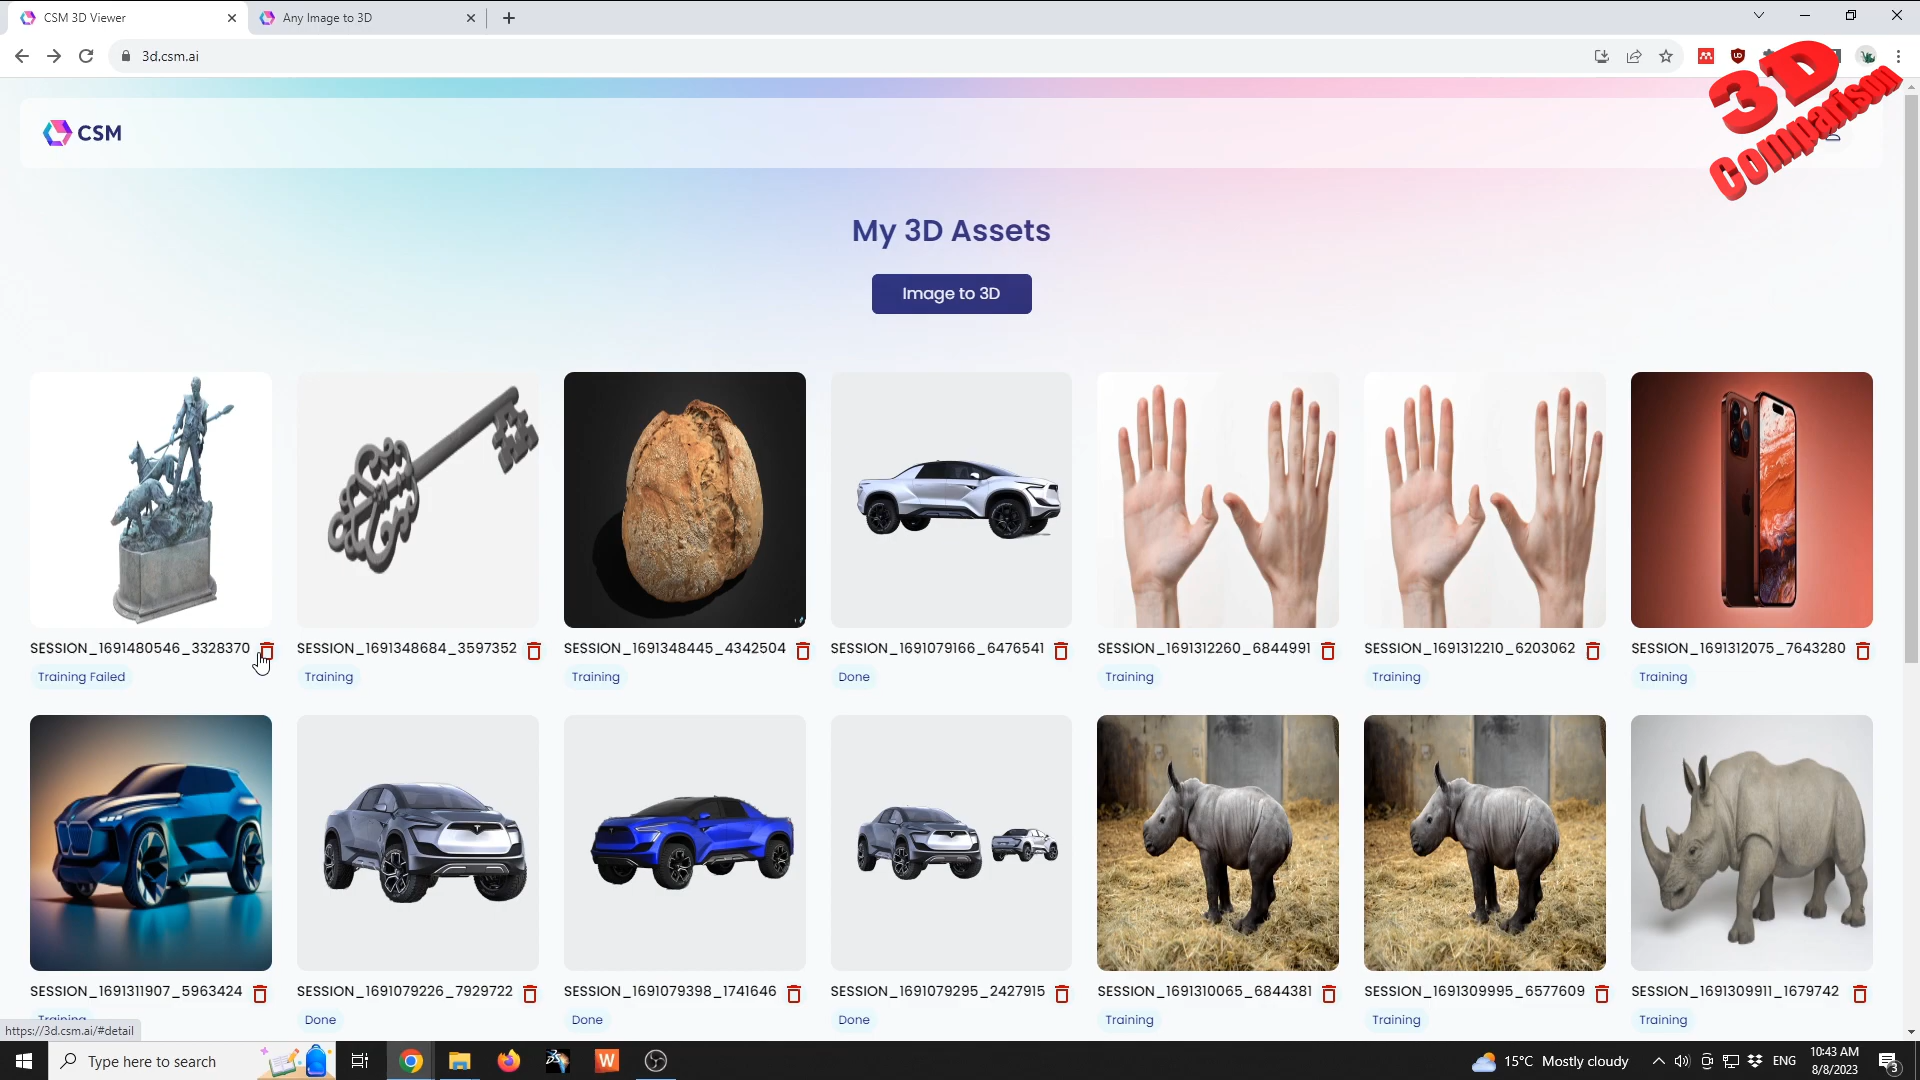 CSM 3D Viewer
Any Image to 3D
3d.csm.ai
3D
Comparison
CSM
My 3D Assets
Image to 3D
SESSION_1691480546_3328370
SESSION_1691348684_3597352
SESSION_1691348445_4342504
SESSION_1691079166_6476541
SESSION_1691312260_6844991
SESSION_1691312210_6203062
SESSION_1691312075_7643280
Training Failed
Training
Training
Done
Training
Training
Training
SESSION_1691311907_5963424
SESSION_1691079226_7929722
SESSION_1691079398_1741646
SESSION_1691079295_2427915
SESSION_1691310065_6844381
SESSION_1691309995_6577609
SESSION_1691309911_1679742
Training
Done
Done
Done
Training
Training
Training
https://3d.csm.ai/#detail
Type here to search
W
15°C Mostly cloudy
ENG
10:43 AM
8/8/2023
3